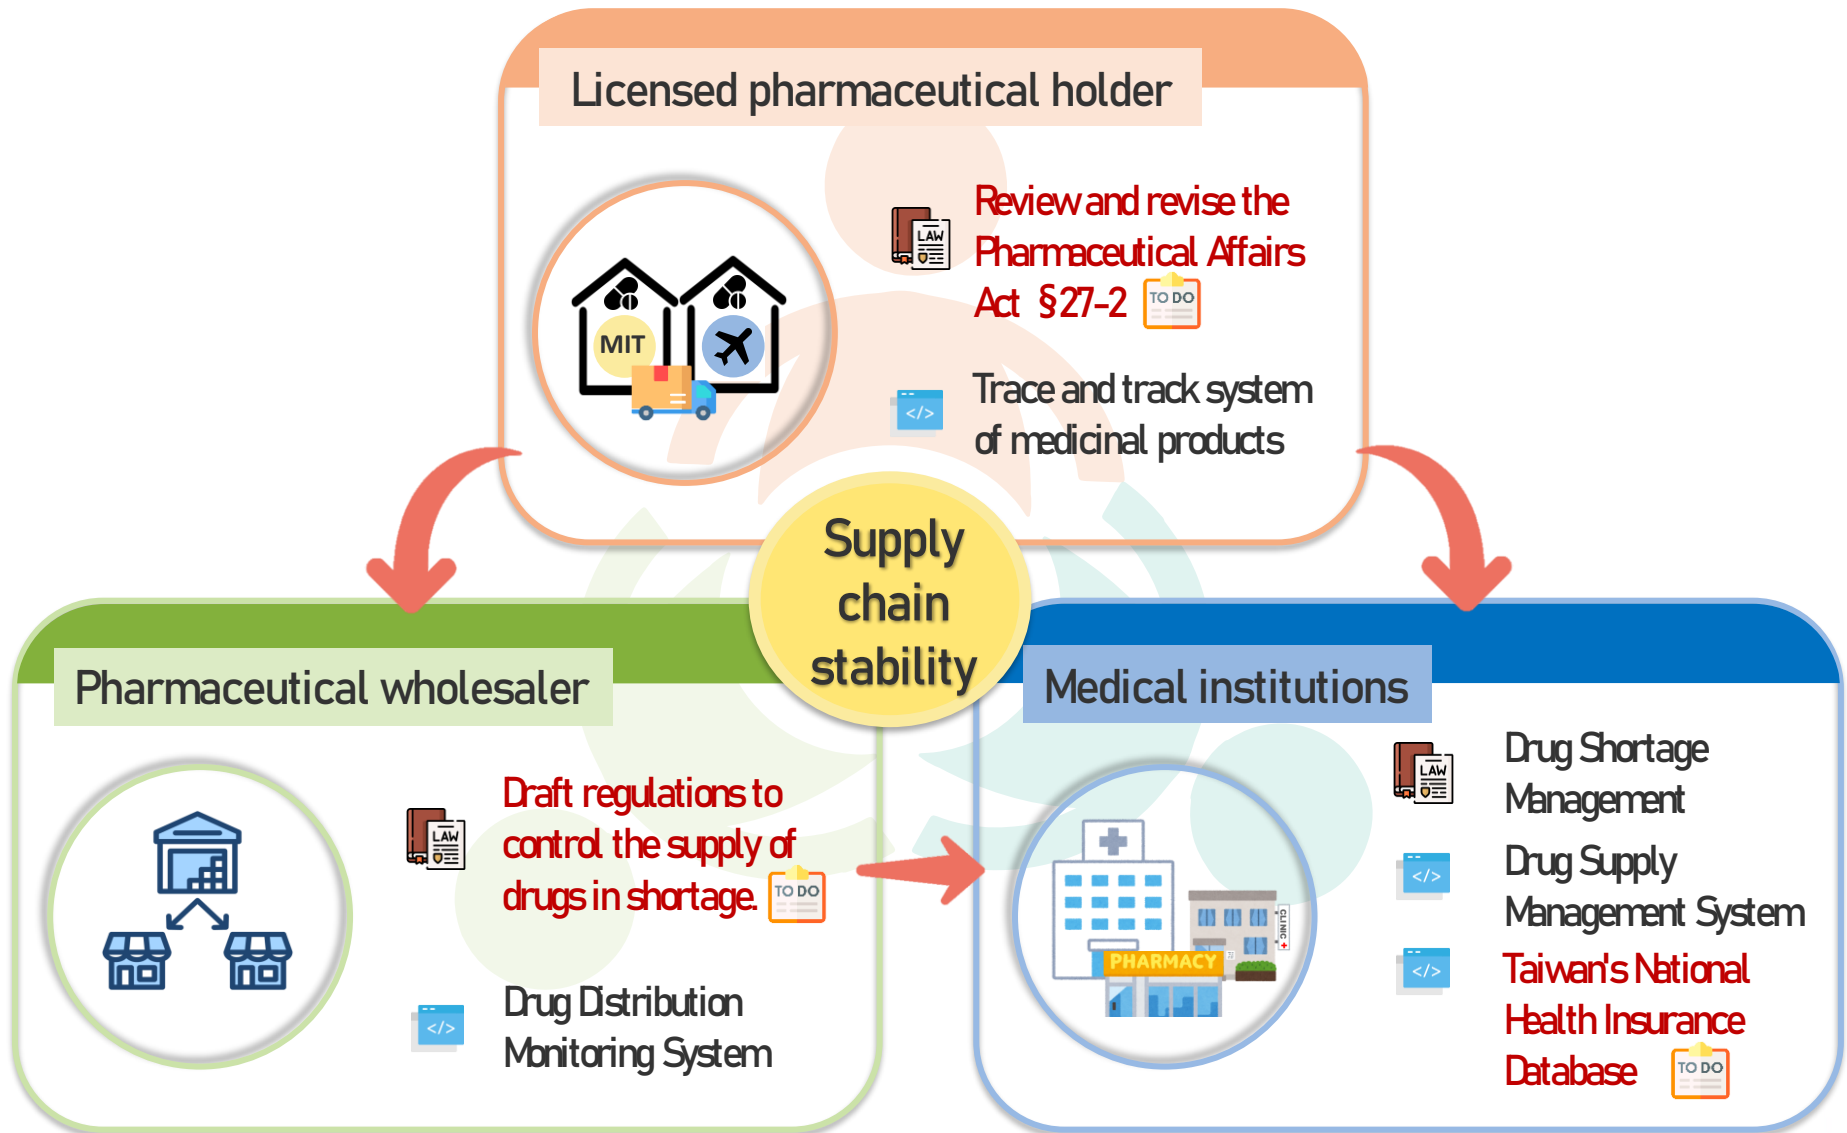 Licensed pharmaceutical holder
LAW
Review and revise the
Pharmaceutical Affairs
Act §27-2
TO DO
MIT
</>
Trace and track system
of medicinal products
Supply
chain
stability
Pharmaceutical wholesaler
LAW
Draft regulations to
control the supply of
drugs in shortage.
TO DO
</>
Drug Distribution
Monitoring System
Medical institutions
CLINIC
PHARMACY
LAW
Drug Shortage
Management
</>
Drug Supply
Management System
</>
Taiwan's National
Health Insurance
Database
TO DO